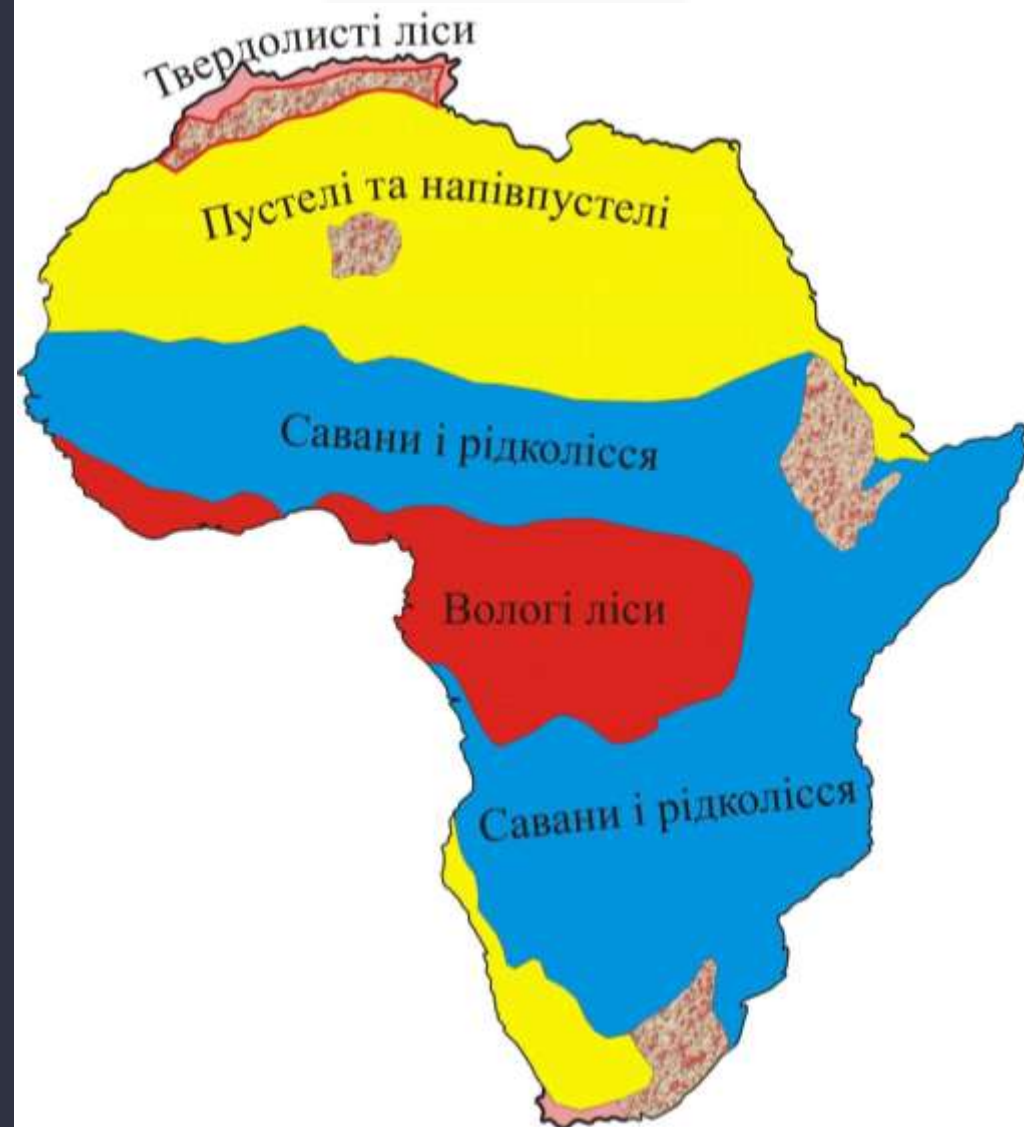 Твердолисті ліси
Пустелі та напівпустелі
Савани і рідколісся
Вологі ліси
Савани і рідколісся